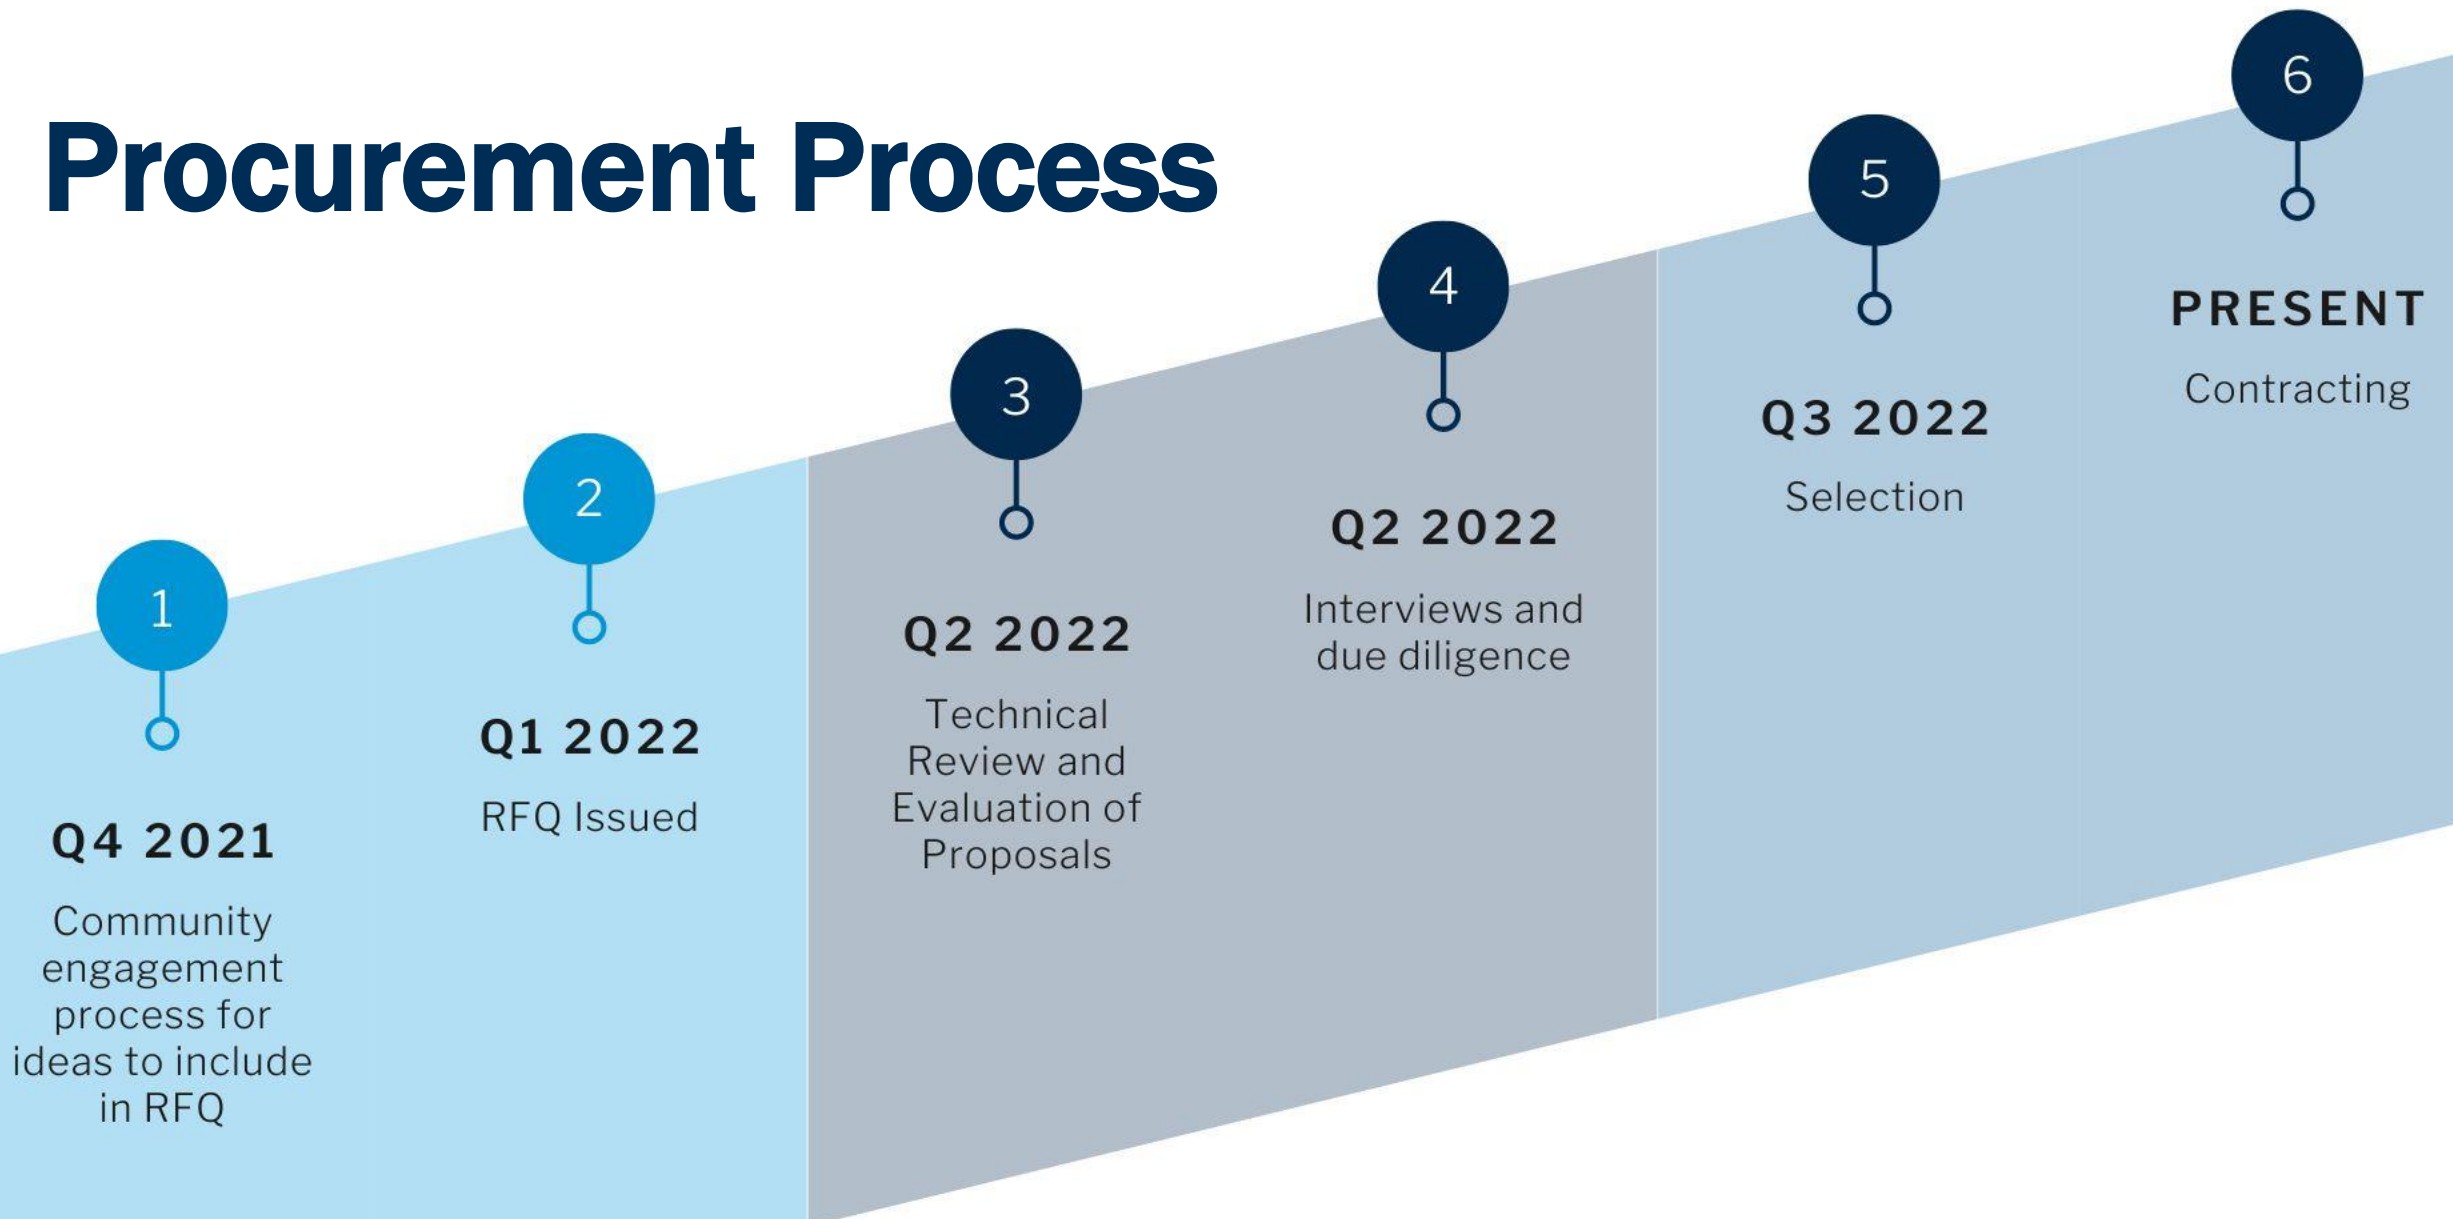 Procurement Process
1
Q4 2021
Community
engagement
process for
ideas to include
in RFQ
2
Q1 2022
RFQ Issued
3
Q2 2022
Technical
Review and
Evaluation of
Proposals
4
Q2 2022
Interviews and
due diligence
5
Q3 2022
Selection
6
PRESENT
Contracting